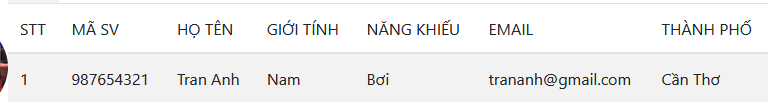 STT MÃ SV HỌ TÊN GIỚI TÍNH NĂNG KHIẾU EMAIL THÀNH PHỐ
1 987654321 Tran Anh Nam Bơi trananh@gmail.com Cần Thơ